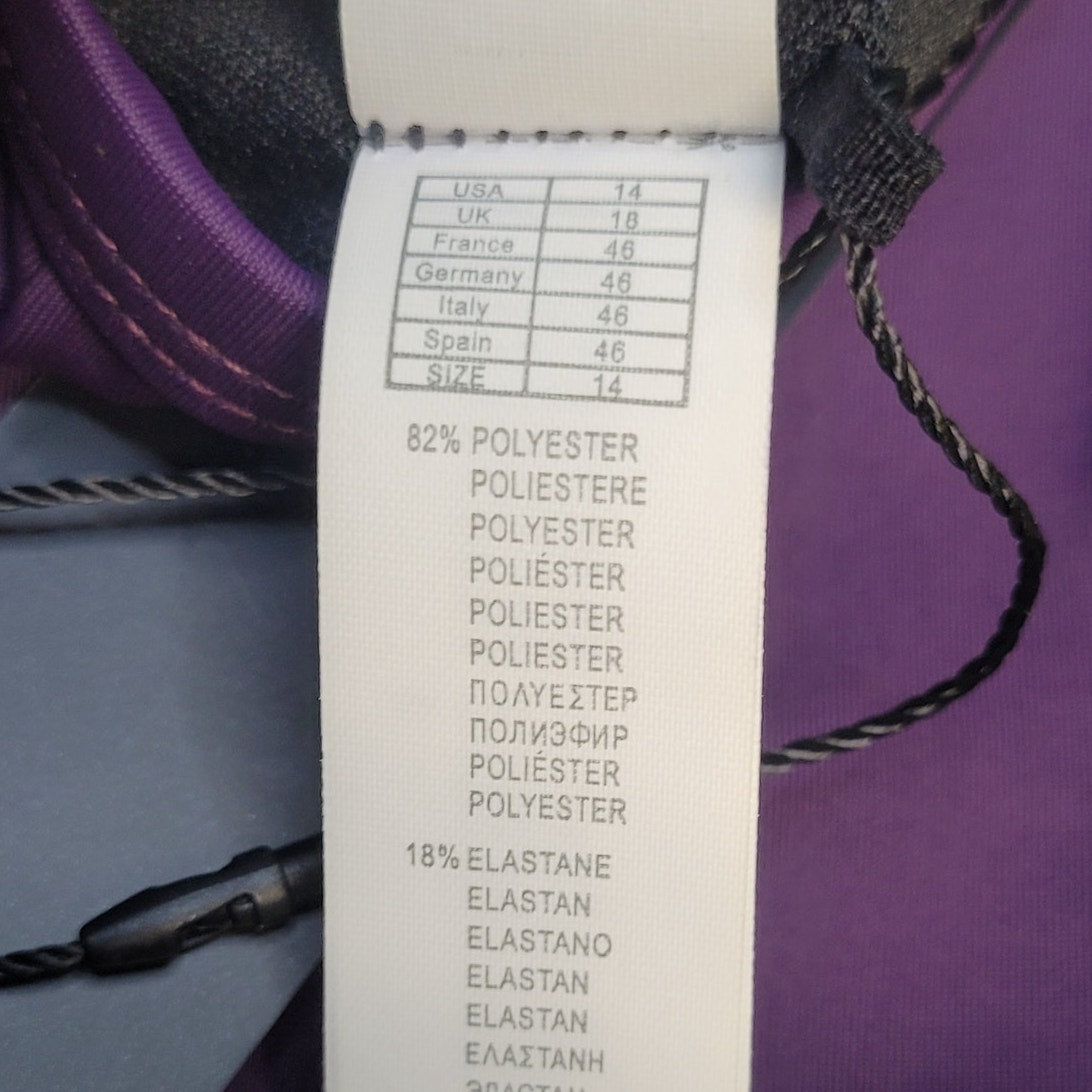 USA 14
UK 18
France 46
Germany 46
Italy 46
Spain 46
SIZE 14
82% POLYESTER
POLIESTERE
POLYESTER
POLIÉSTER
POLIESTER
POLIESTER
ΠΟΛΥΕΣΤΕΡ
ПОЛИЭФИР
POLIÉSTER
POLYESTER
18% ELASTANE
ELASTAN
ELASTANO
ELASTAN
ELASTAN
ΕΛΑΣΤΑΝΗ